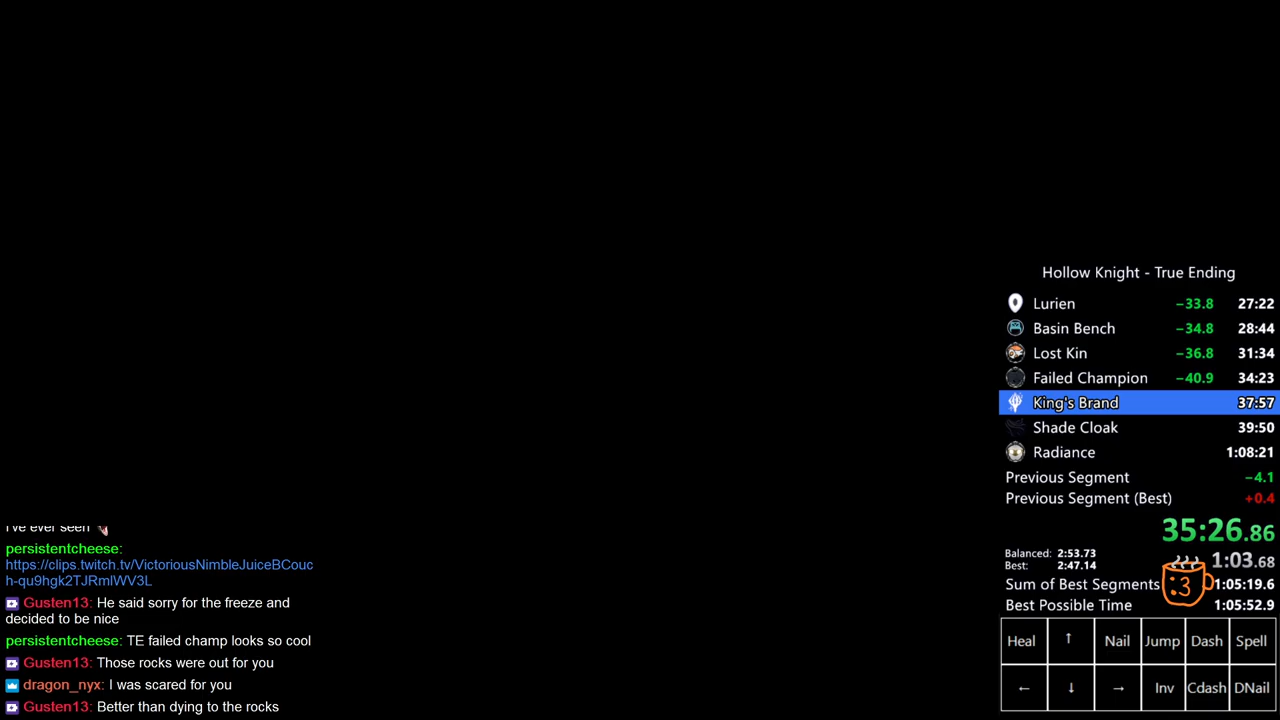 Hollow Knight - True Ending
Lurien −33.8 27:22
Basin Bench −34.8 28:44
Lost Kin −36.8 31:34
Failed Champion −40.9 34:23
King's Brand 37:57
Shade Cloak 39:50
Radiance 1:08:21
Previous Segment −4.1
Previous Segment (Best) +0.4
35:26.86
Balanced: 2:53.73
Best: 2:47.14
1:03.68
Sum of Best Segments 1:05:19.6
Best Possible Time 1:05:52.9
Heal ↑ Nail Jump Dash Spell
← ↓ → Inv Cdash DNail
I've ever seen
persistentcheese:
https://clips.twitch.tv/VictoriousNimbleJuiceBCouc
h-qu9hgk2TJRmlWV3L
Gusten13: He said sorry for the freeze and
decided to be nice
persistentcheese: TE failed champ looks so cool
Gusten13: Those rocks were out for you
dragon_nyx: I was scared for you
Gusten13: Better than dying to the rocks